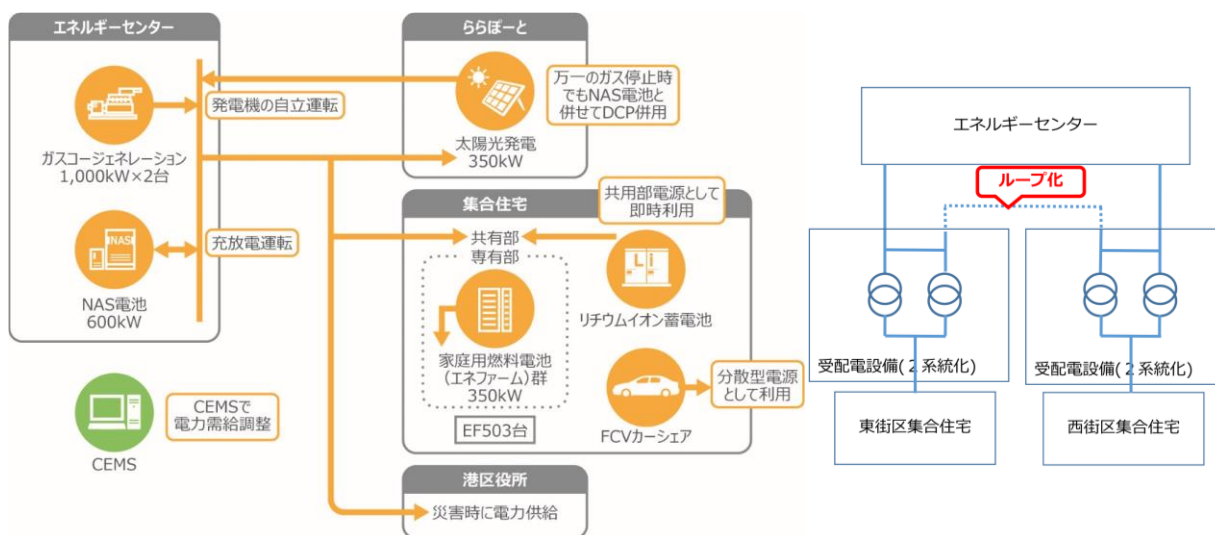 エネルギーセンター
発電機の自立運転
ガスコージェネレーション
1,000kW×2台
NAS
充放電運転
NAS電池
600kW
CEMSで
電力需給調整
CEMS
ららぽーと
万一のガス停止時
でもNAS電池と
併せてDCP併用
太陽光発電
350kW
集合住宅
共用部電源として
即時利用
共有部
専有部
Li
リチウムイオン蓄電池
家庭用燃料電池
(エネファーム)群
350kW
EF503台
分散型電源
として利用
FCVカーシェア
港区役所
災害時に電力供給
エネルギーセンター
ループ化
受配電設備(2系統化)
受配電設備(2系統化)
東街区集合住宅
西街区集合住宅